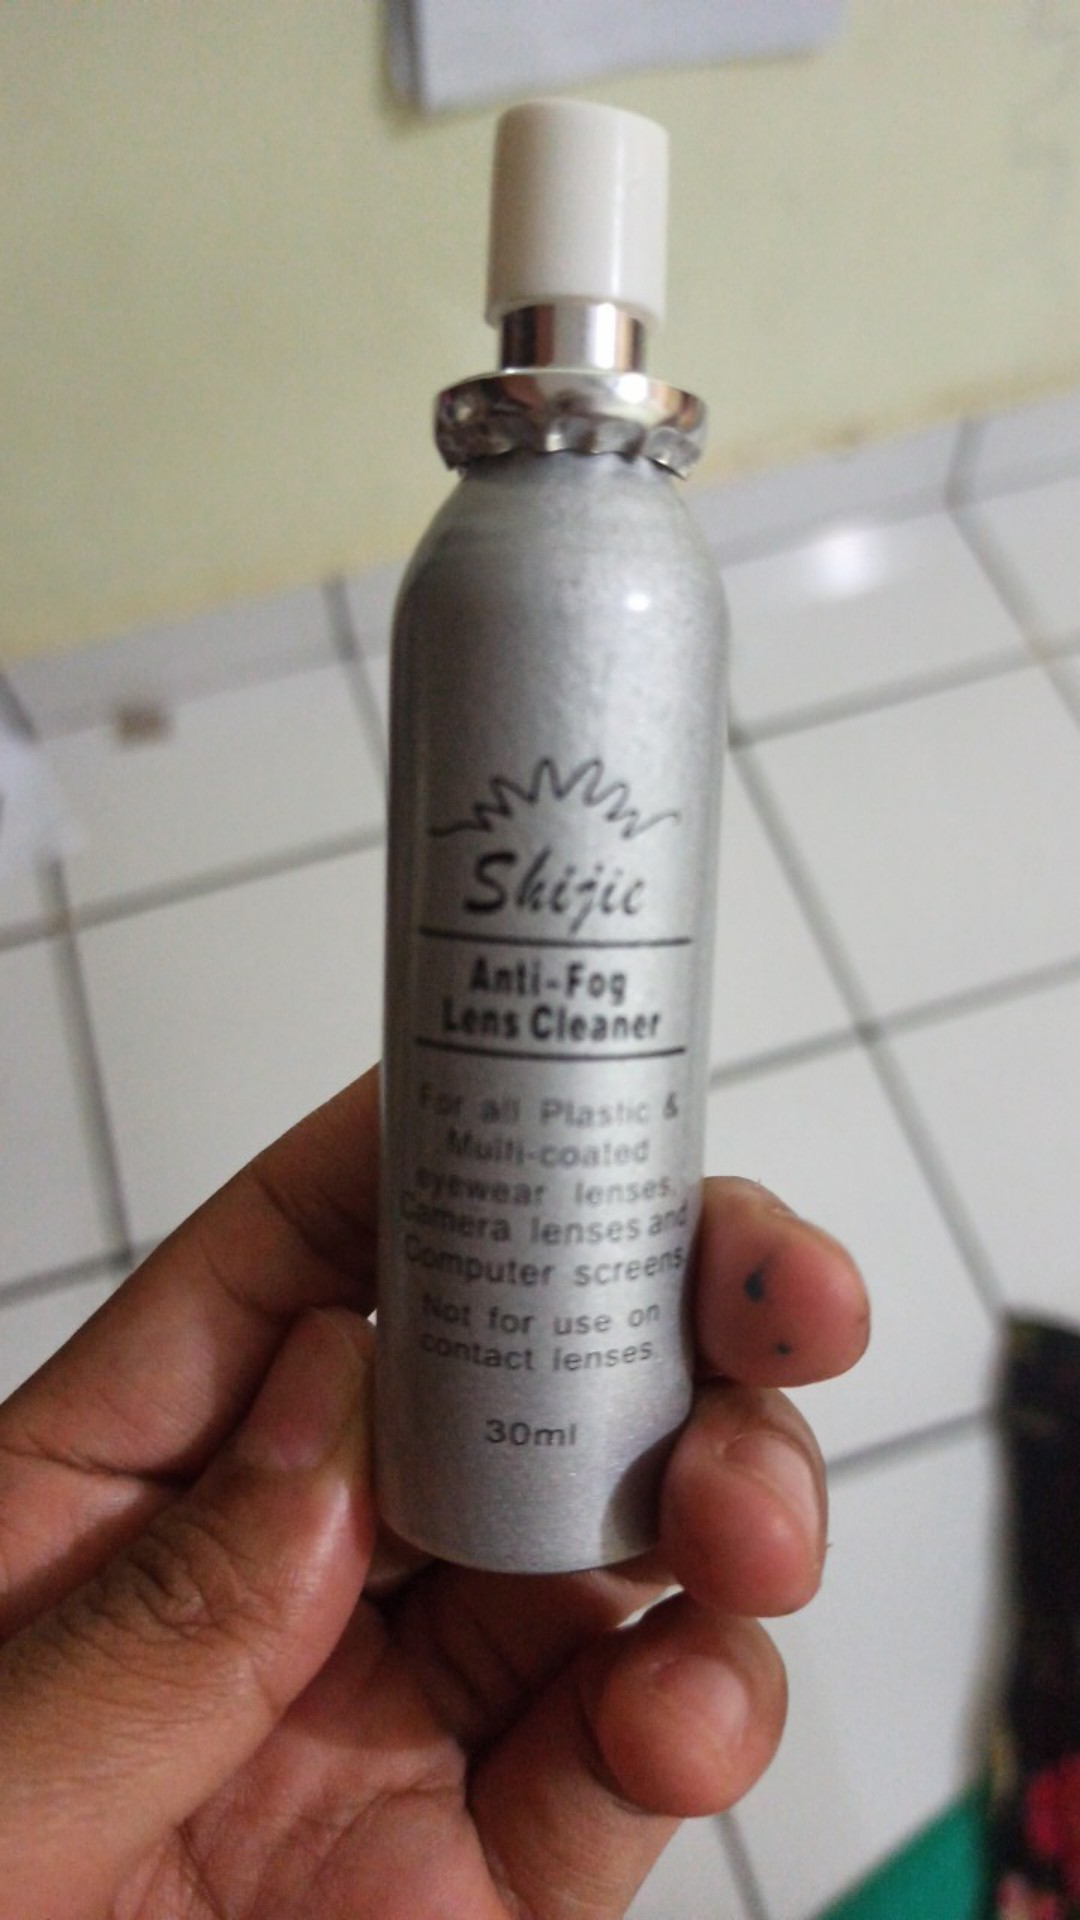 Shijie
Anti-Fog
Lens Cleaner
For all Plastic &
Multi-coated
eyewear lenses,
Camera lenses and
Computer screens.
Not for use on
contact lenses.
30ml